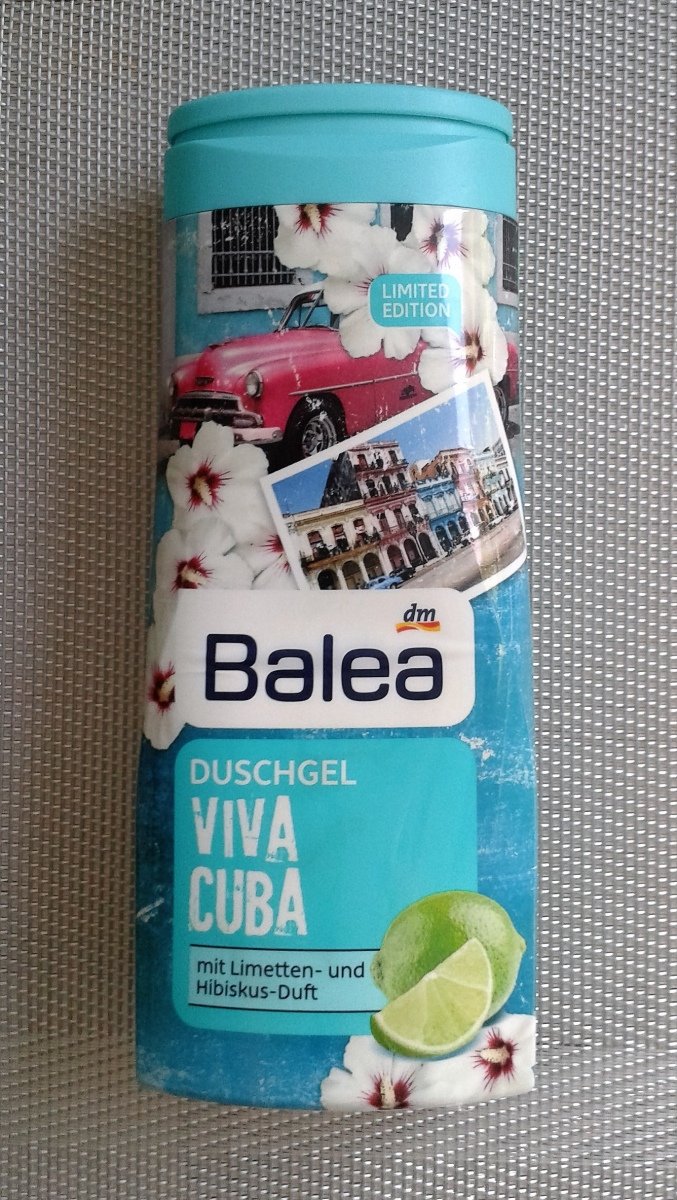 LIMITED
EDITION
dm
Balea
DUSCHGEL
VIVA
CUBA
mit Limetten- und
Hibiskus-Duft